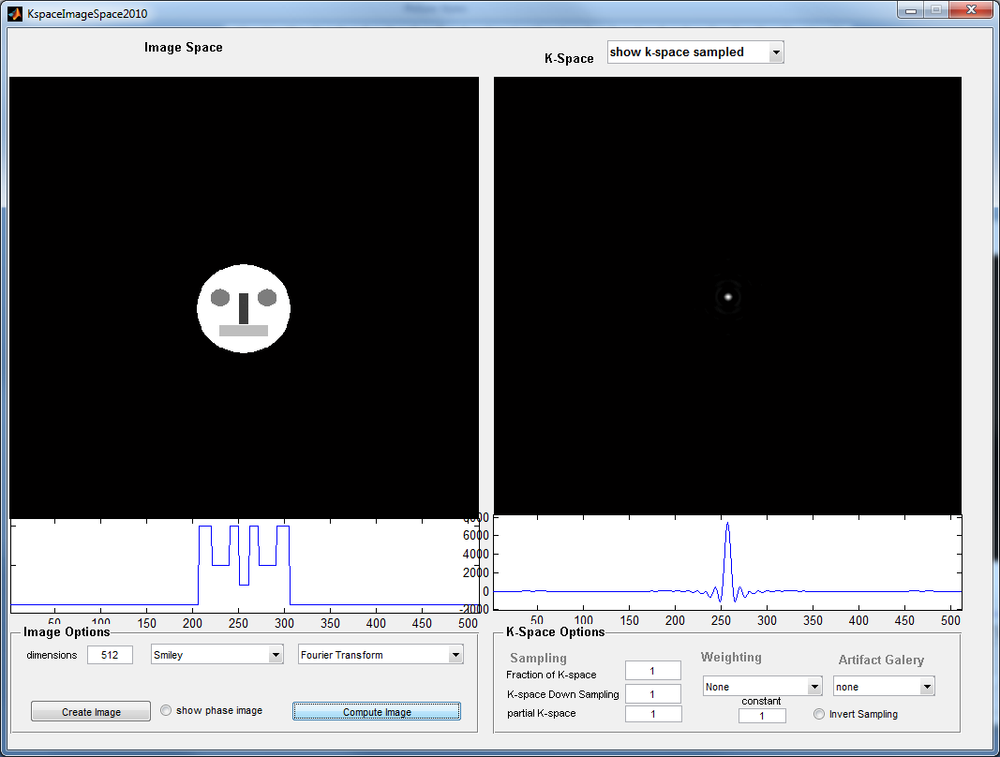 KspaceImageSpace2010
Image Space
K-Space
show k-space sampled
6000
4000
2000
0
-2000
50 100 150 200 250 300 350 400 450 500
50 100 150 200 250 300 350 400 450 500
Image Options
dimensions 512 Smiley Fourier Transform
Create Image show phase image Compute Image
K-Space Options
Sampling
Fraction of K-space 1
K-space Down Sampling 1
partial K-space 1
Weighting
None
constant
1
Artifact Galery
none
Invert Sampling